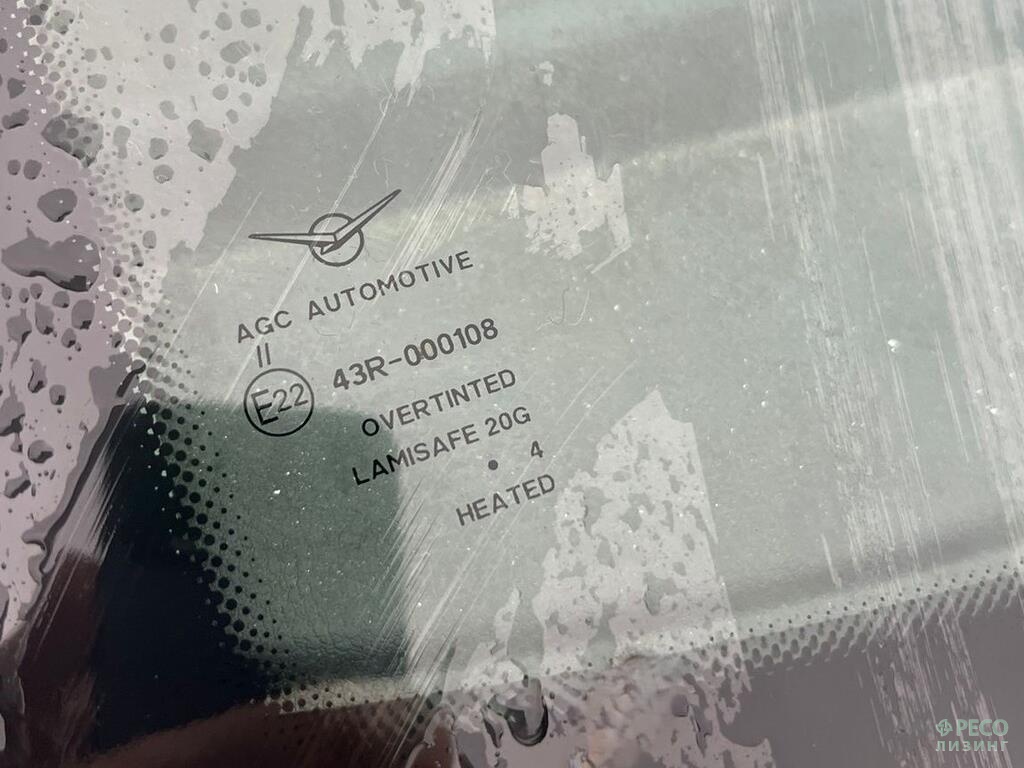 AGC AUTOMOTIVE
II
E22 43R-000108
OVERTINTED
LAMISAFE 20G
• 4
HEATED
РЕСО
ЛИЗИНГ